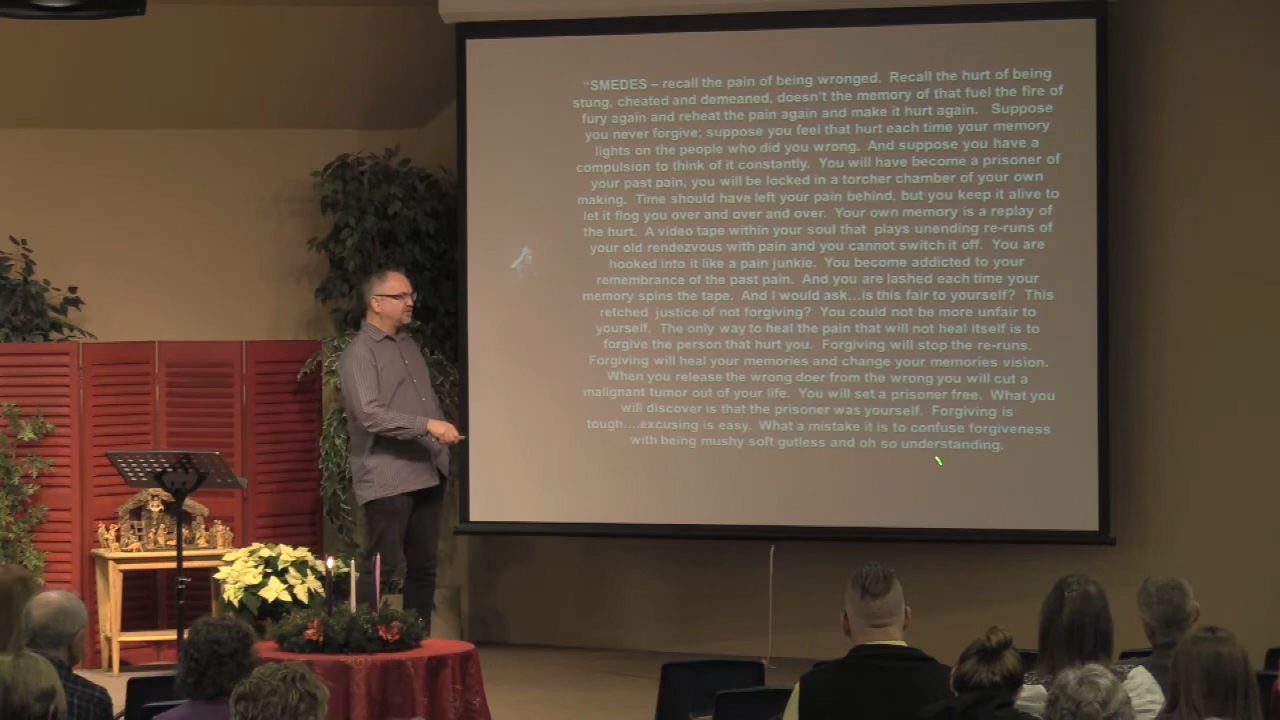 “SMEDES – recall the pain of being wronged. Recall the hurt of being
stung, cheated and demeaned, doesn’t the memory of that fuel the fire of
fury again and reheat the pain again and make it hurt again. Suppose
you never forgive; suppose you feel that hurt each time your memory
lights on the people who did you wrong. And suppose you have a
compulsion to think of it constantly. You will have become a prisoner of
your past pain, you will be locked in a torcher chamber of your own
making. Time should have left your pain behind, but you keep it alive to
let it flog you over and over and over. Your own memory is a replay of
the hurt. A video tape within your soul that plays unending re-runs of
your old rendezvous with pain and you cannot switch it off. You are
hooked into it like a pain junkie. You become addicted to your
remembrance of the past pain. And you are lashed each time your
memory spins the tape. And I would ask...is this fair to yourself? This
retched justice of not forgiving? You could not be more unfair to
yourself. The only way to heal the pain that will not heal itself is to
forgive the person that hurt you. Forgiving will stop the re-runs.
Forgiving will heal your memories and change your memories vision.
When you release the wrong doer from the wrong you will cut a
malignant tumor out of your life. You will set a prisoner free. What you
will discover is that the prisoner was yourself. Forgiving is
tough....excusing is easy. What a mistake it is to confuse forgiveness
with being mushy soft gutless and oh so understanding.